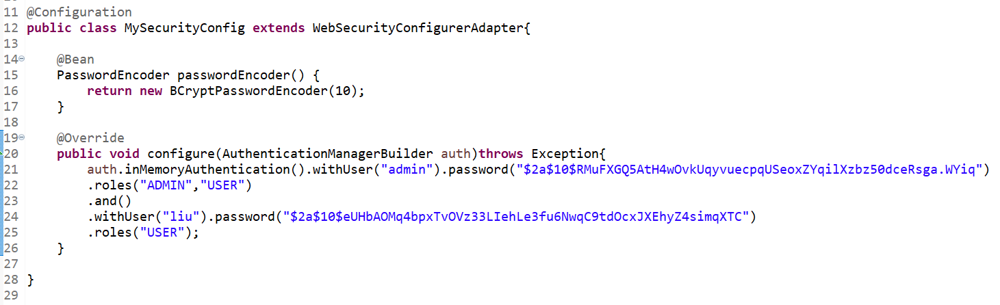 11 @Configuration
12 public class MySecurityConfig extends WebSecurityConfigurerAdapter{
13
14 @Bean
15 PasswordEncoder passwordEncoder() {
16 return new BCryptPasswordEncoder(10);
17 }
18
19 @Override
20 public void configure(AuthenticationManagerBuilder auth)throws Exception{
21 auth.inMemoryAuthentication().withUser("admin").password("$2a$10$RMuFXGQ5AtH4wOvkUqyvuecpqUSeoxZYqilXzbz50dceRsga.WYiq")
22 .roles("ADMIN","USER")
23 .and()
24 .withUser("liu").password("$2a$10$eUHbAOMq4bpxTvOVz33LIehLe3fu6NwqC9tdOcxJXEhyZ4simqXTC")
25 .roles("USER");
26 }
27
28 }
29